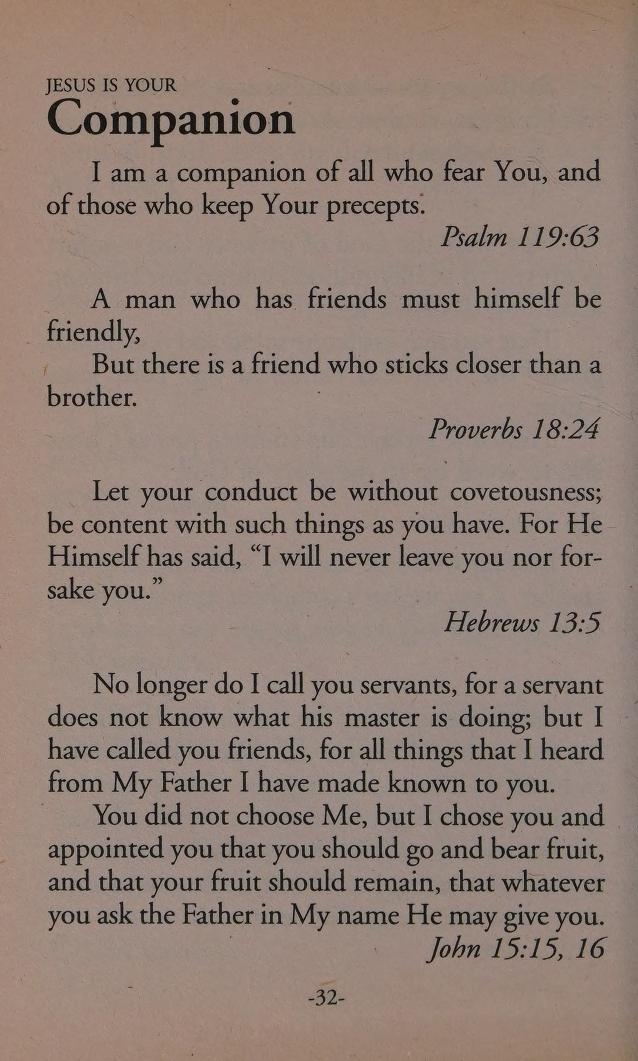 JESUS IS YOUR
Companion
I am a companion of all who fear You, and
of those who keep Your precepts.
Psalm 119:63
A man who has friends must himself be
friendly,
But there is a friend who sticks closer than a
brother.
Proverbs 18:24
Let your conduct be without covetousness;
be content with such things as you have. For He
Himself has said, “I will never leave you nor for-
sake you.”
Hebrews 13:5
No longer do I call you servants, for a servant
does not know what his master is doing; but I
have called you friends, for all things that I heard
from My Father I have made known to you.
You did not choose Me, but I chose you and
appointed you that you should go and bear fruit,
and that your fruit should remain, that whatever
you ask the Father in My name He may give you.
John 15:15, 16
-32-